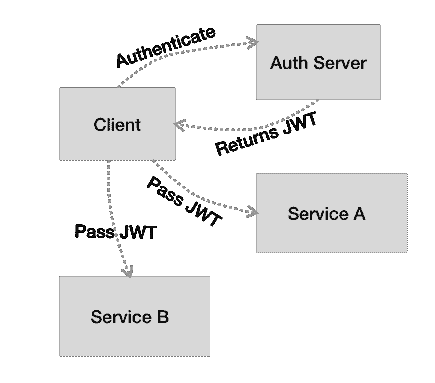 Authenticate
Auth Server
Client
Returns JWT
Pass JWT
Service A
Pass JWT
Service B